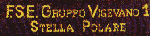 F.S.E. GRUPPO VIGEVANO 1
STELLA POLARE